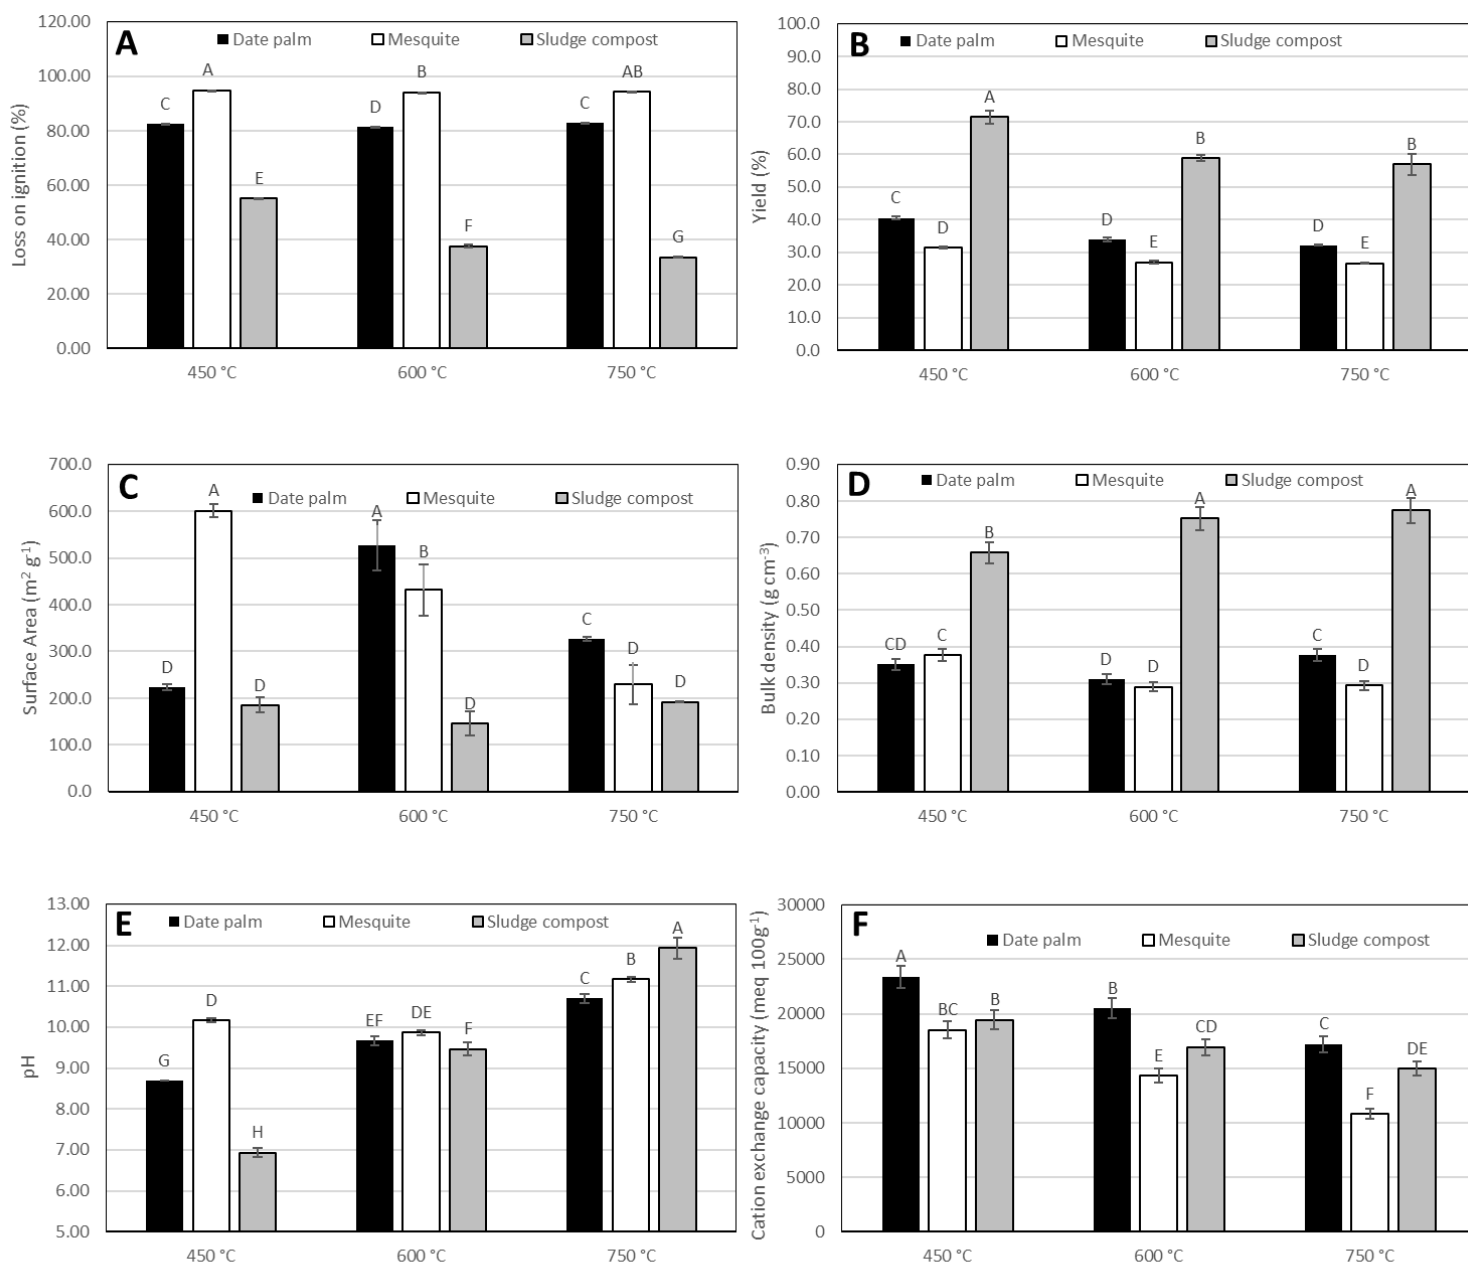 A
Date palm Mesquite Sludge compost
Loss on ignition (%)
120.00
100.00
80.00
60.00
40.00
20.00
0.00
C A E
D B F
C AB G
450 °C 600 °C 750 °C
B
Date palm Mesquite Sludge compost
Yield (%)
100.0
90.0
80.0
70.0
60.0
50.0
40.0
30.0
20.0
10.0
0.0
C D A
D E B
D E B
450 °C 600 °C 750 °C
C
Date palm Mesquite Sludge compost
Surface Area (m² g⁻¹)
700.0
600.0
500.0
400.0
300.0
200.0
100.0
0.0
D A D
A B D
C D D
450 °C 600 °C 750 °C
D
Date palm Mesquite Sludge compost
Bulk density (g cm⁻³)
0.90
0.80
0.70
0.60
0.50
0.40
0.30
0.20
0.10
0.00
CD C B
D D A
C D A
450 °C 600 °C 750 °C
E
Date palm Mesquite Sludge compost
pH
13.00
12.00
11.00
10.00
9.00
8.00
7.00
6.00
5.00
G D H
EF DE F
C B A
450 °C 600 °C 750 °C
F
Date palm Mesquite Sludge compost
Cation exchange capacity (meq 100g⁻¹)
30000
25000
20000
15000
10000
5000
0
A BC B
B E CD
C F DE
450 °C 600 °C 750 °C